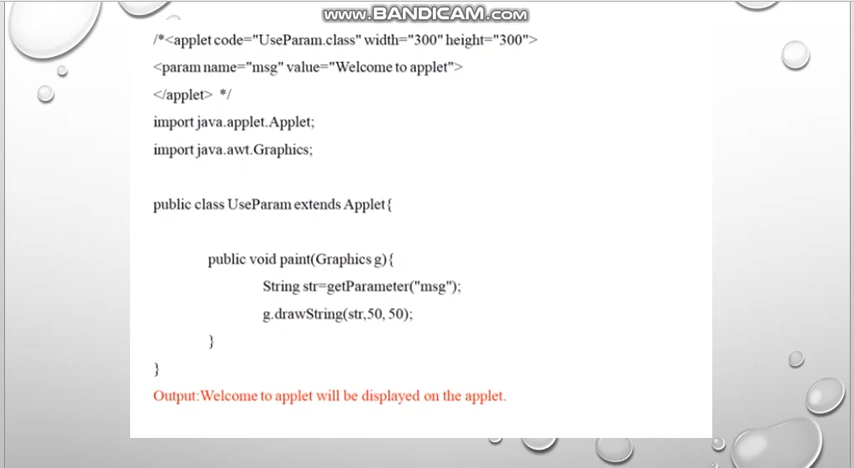 www.BANDICAM.com
/*<applet code="UseParam.class" width="300" height="300">
<param name="msg" value="Welcome to applet">
</applet> */
import java.applet.Applet;
import java.awt.Graphics;
public class UseParam extends Applet{
public void paint(Graphics g){
String str=getParameter("msg");
g.drawString(str,50, 50);
}
}
Output:Welcome to applet will be displayed on the applet.